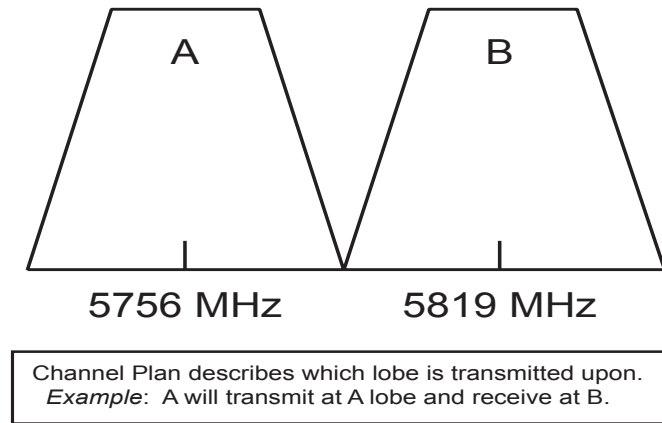 A B
5756 MHz 5819 MHz
Channel Plan describes which lobe is transmitted upon.
Example: A will transmit at A lobe and receive at B.